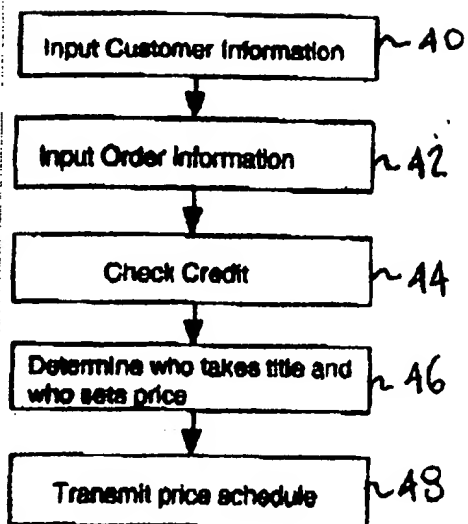 Input Customer Information 40
Input Order Information 42
Check Credit 44
Determine who takes title and
who sets price 46
Transmit price schedule 48